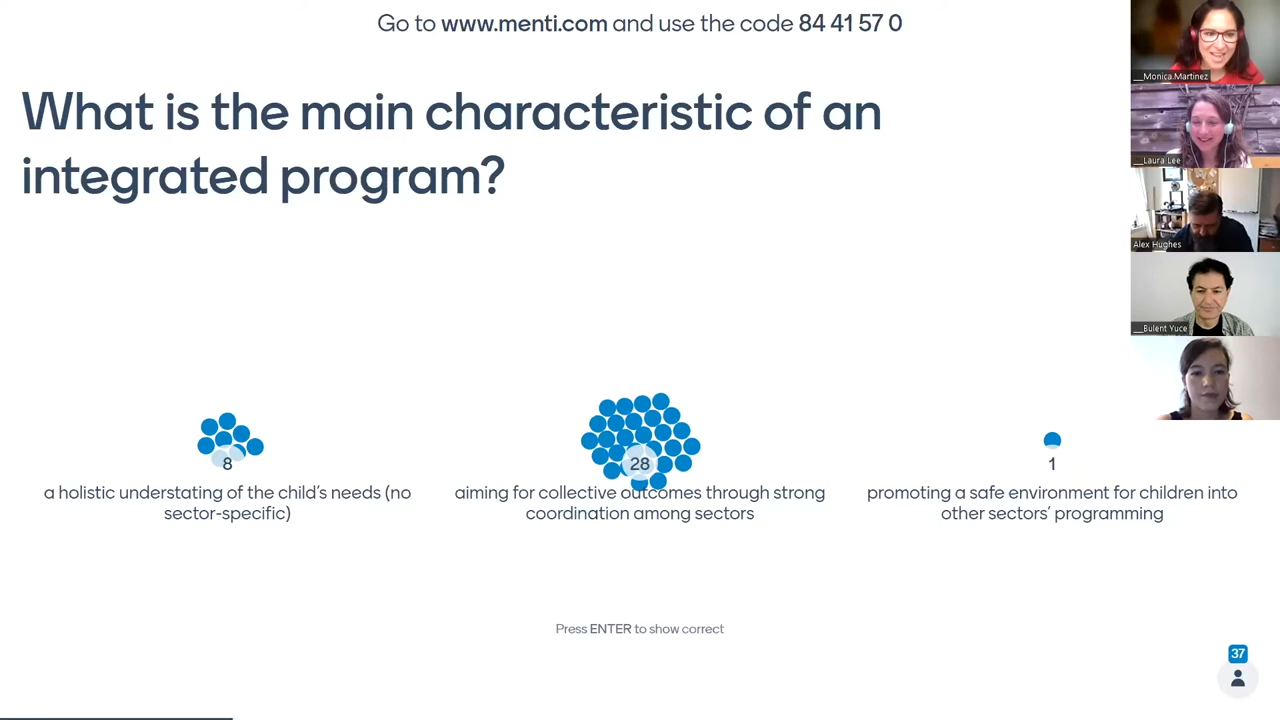 Go to www.menti.com and use the code 84 41 57 0
What is the main characteristic of an
integrated program?
__Monica.Martinez
__Laura Lee
Alex Hughes
__Bulent Yuce
8
a holistic understating of the child's needs (no
sector-specific)
28
aiming for collective outcomes through strong
coordination among sectors
1
promoting a safe environment for children into
other sectors' programming
Press ENTER to show correct
37